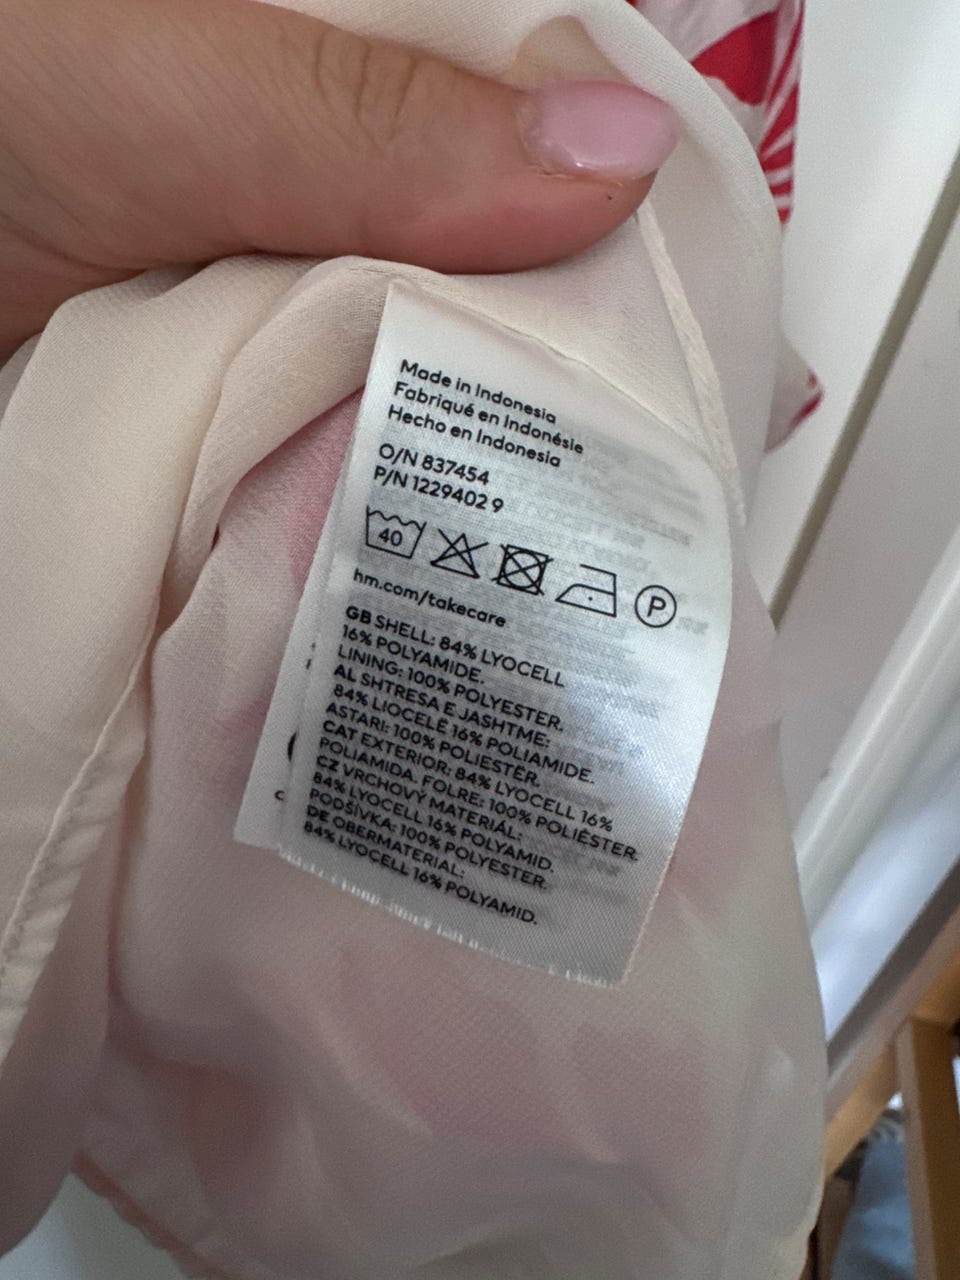 Made in Indonesia
Fabriqué en Indonésie
Hecho en Indonesia
O/N 837454
P/N 1229402 9
40
P
hm.com/takecare
GB SHELL: 84% LYOCELL
16% POLYAMIDE.
LINING: 100% POLYESTER.
AL SHTRESA E JASHTME:
84% LIOCELË 16% POLIAMIDE.
ASTARI: 100% POLIESTËR.
CAT EXTERIOR: 84% LYOCELL 16%
POLIAMIDA. FOLRE: 100% POLIÈSTER.
CZ VRCHOVÝ MATERIÁL:
84% LYOCELL 16% POLYAMID.
PODŠÍVKA: 100% POLYESTER.
DE OBERMATERIAL:
84% LYOCELL 16% POLYAMID.